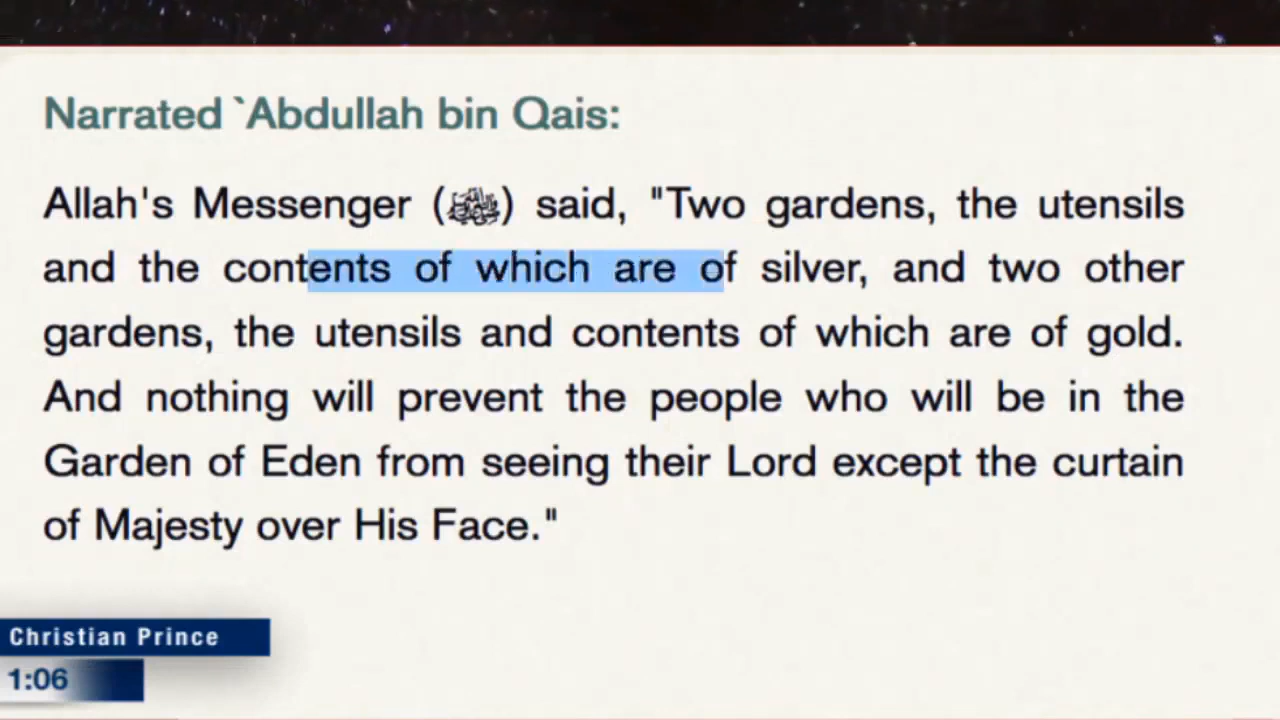 Narrated `Abdullah bin Qais:
Allah's Messenger (ﷺ) said, "Two gardens, the utensils
and the contents of which are of silver, and two other
gardens, the utensils and contents of which are of gold.
And nothing will prevent the people who will be in the
Garden of Eden from seeing their Lord except the curtain
of Majesty over His Face."
Christian Prince
1:06